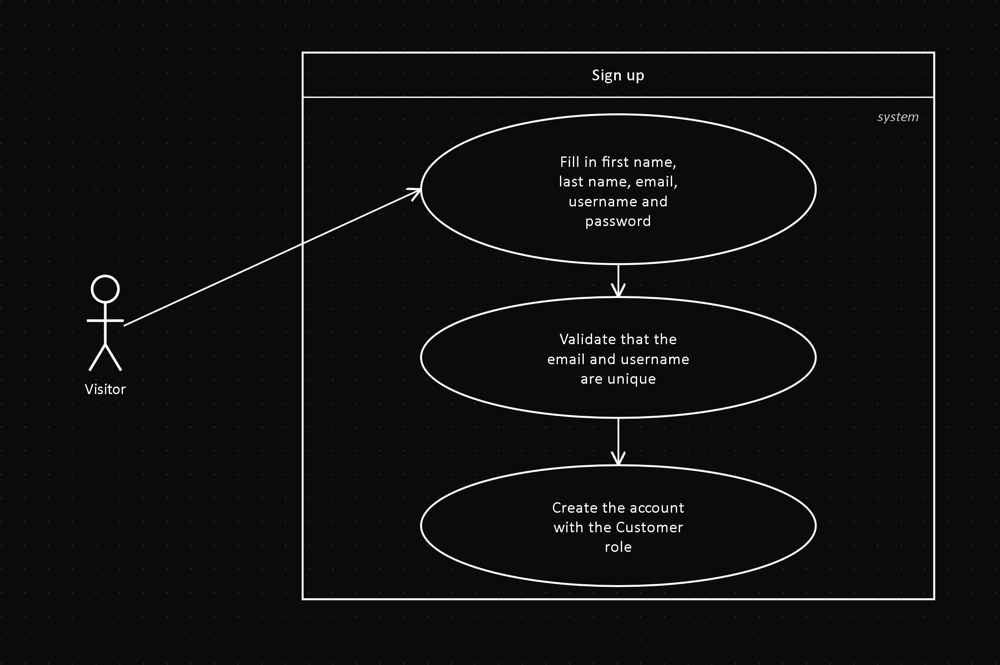 Sign up
system
Fill in first name,
last name, email,
username and
password
Validate that the
email and username
are unique
Visitor
Create the account
with the Customer
role